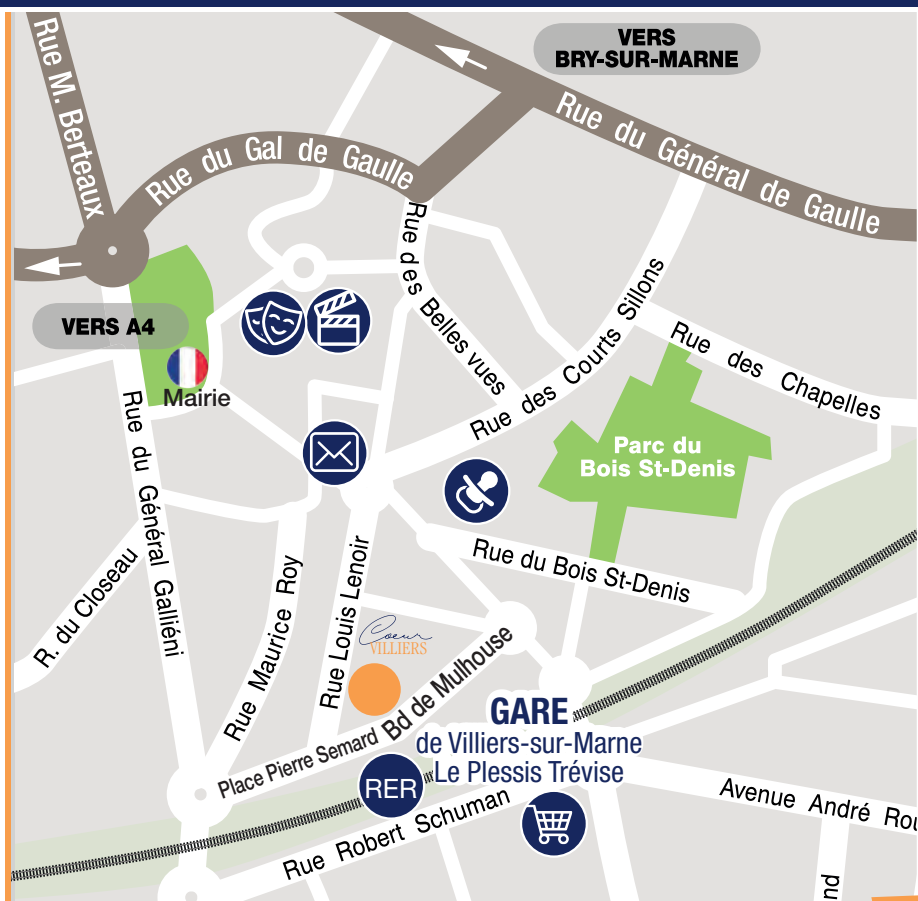 VERS
BRY-SUR-MARNE
Rue M. Berteaux
Rue du Gal de Gaulle
Rue du Général de Gaulle
VERS A4
Mairie
Rue des Belles vues
Rue des Courts Sillons
Rue des Chapelles
Parc du
Bois St-Denis
Rue du Général Galliéni
R. du Closeau
Rue Maurice Roy
Rue Louis Lenoir
Rue du Bois St-Denis
Coeur
VILLIERS
Place Pierre Semard
Bd de Mulhouse
GARE
de Villiers-sur-Marne
Le Plessis Trévise
RER
Rue Robert Schuman
Avenue André Rou
nd